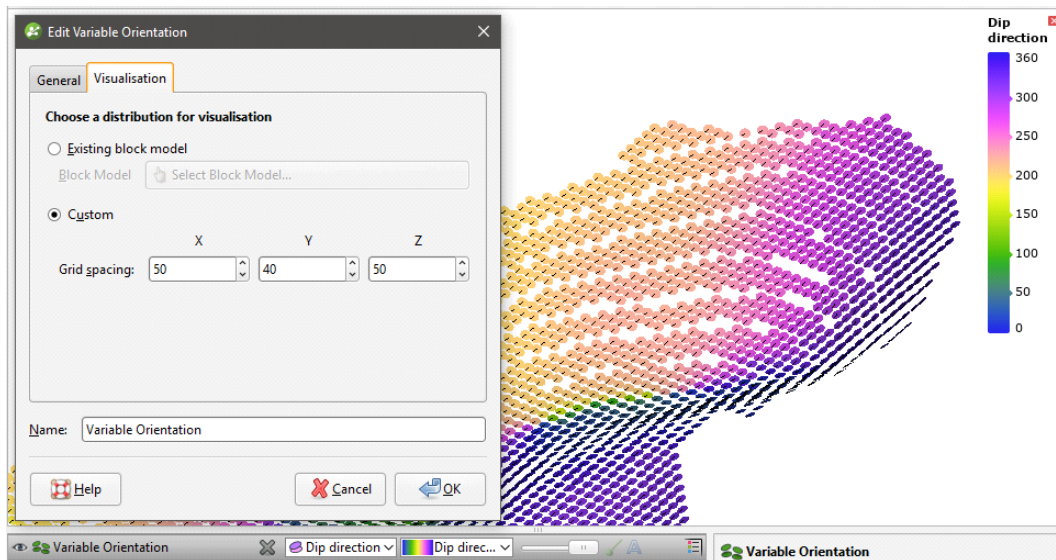 Edit Variable Orientation
General
Visualisation
Choose a distribution for visualisation
Existing block model
Block Model
Select Block Model...
Custom
X Y Z
Grid spacing: 50 40 50
Name: Variable Orientation
Help
Cancel
OK
Dip
direction
360
300
250
200
150
100
50
0
Variable Orientation
Dip direction
Dip direc...
A
Variable Orientation